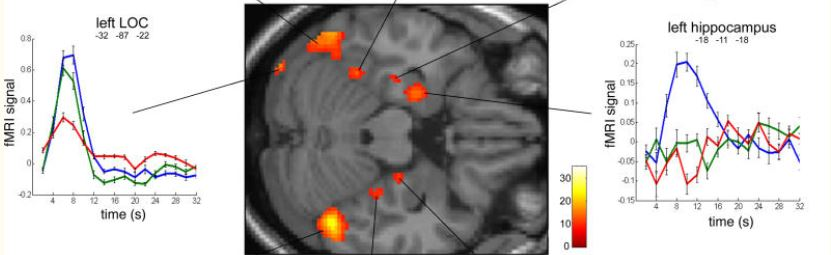 left LOC
-32 -87 -22
0.8
0.6
0.4
0.2
0
-0.2
fMRI signal
4 8 12 16 20 24 28 32
time (s)
30
20
10
0
left hippocampus
-18 -11 -18
0.25
0.2
0.15
0.1
0.05
0
-0.05
-0.1
-0.15
fMRI signal
4 8 12 16 20 24 28 32
time (s)